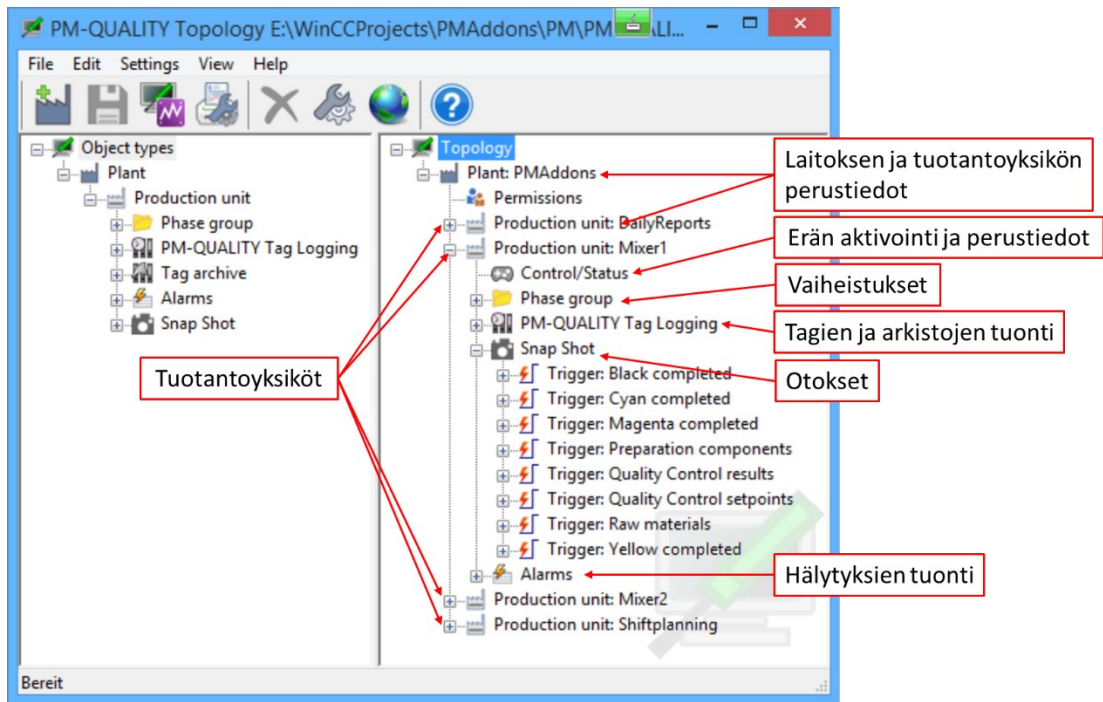 PM-QUALITY Topology E:\WinCCProjects\PMAddons\PM\PM LI...
File Edit Settings View Help
Object types
Plant
Production unit
Phase group
PM-QUALITY Tag Logging
Tag archive
Alarms
Snap Shot
Tuotantoyksiköt
Topology
Plant: PMAddons
Permissions
Production unit: DailyReports
Production unit: Mixer1
Control/Status
Phase group
PM-QUALITY Tag Logging
Snap Shot
Trigger: Black completed
Trigger: Cyan completed
Trigger: Magenta completed
Trigger: Preparation components
Trigger: Quality Control results
Trigger: Quality Control setpoints
Trigger: Raw materials
Trigger: Yellow completed
Alarms
Production unit: Mixer2
Production unit: Shiftplanning
Laitoksen ja tuotantoyksikön
perustiedot
Erän aktivointi ja perustiedot
Vaiheistukset
Tagien ja arkistojen tuonti
Otokset
Hälytyksien tuonti
Bereit